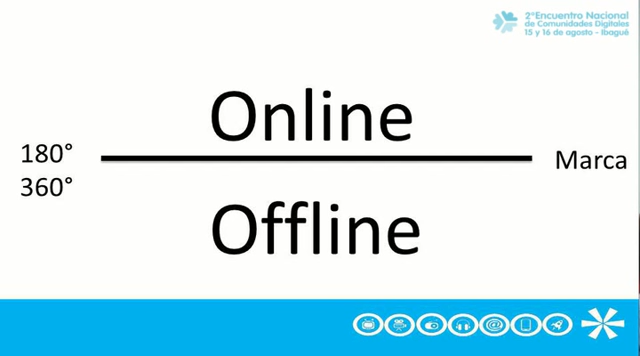 2° Encuentro Nacional
de Comunidades Digitales
15 y 16 de agosto - Ibagué
Online
180°
Marca
360°
Offline